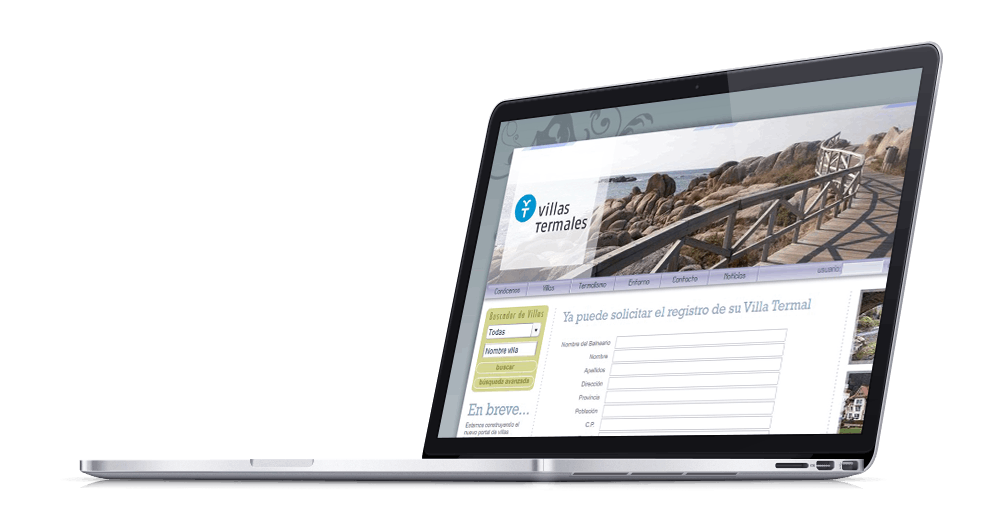 villas
Termales
Conócenos Villas Termalismo Entorno Contacto Noticias usuario
Buscador de Villas
Todas
Nombre villa
buscar
búsqueda avanzada
En breve...
Estamos construyendo el
nuevo portal de villas
Ya puede solicitar el registro de su Villa Termal
Nombre del Balneario
Nombre
Apellidos
Dirección
Provincia
Población
C.P.